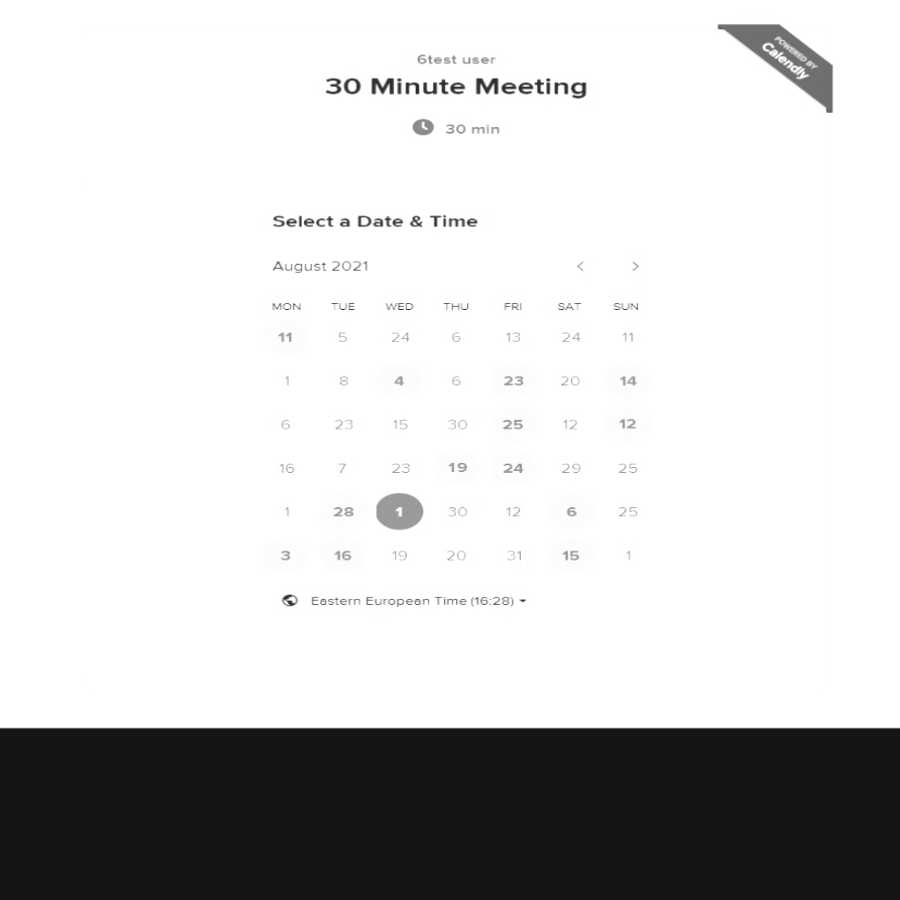 POWERED BY
Calendly
6test user
30 Minute Meeting
30 min
Select a Date & Time
August 2021
MON TUE WED THU FRI SAT SUN
11 5 24 6 13 24 11
1 8 4 6 23 20 14
6 23 15 30 25 12 12
16 7 23 19 24 29 25
1 28 1 30 12 6 25
3 16 19 20 31 15 1
Eastern European Time (16:28)